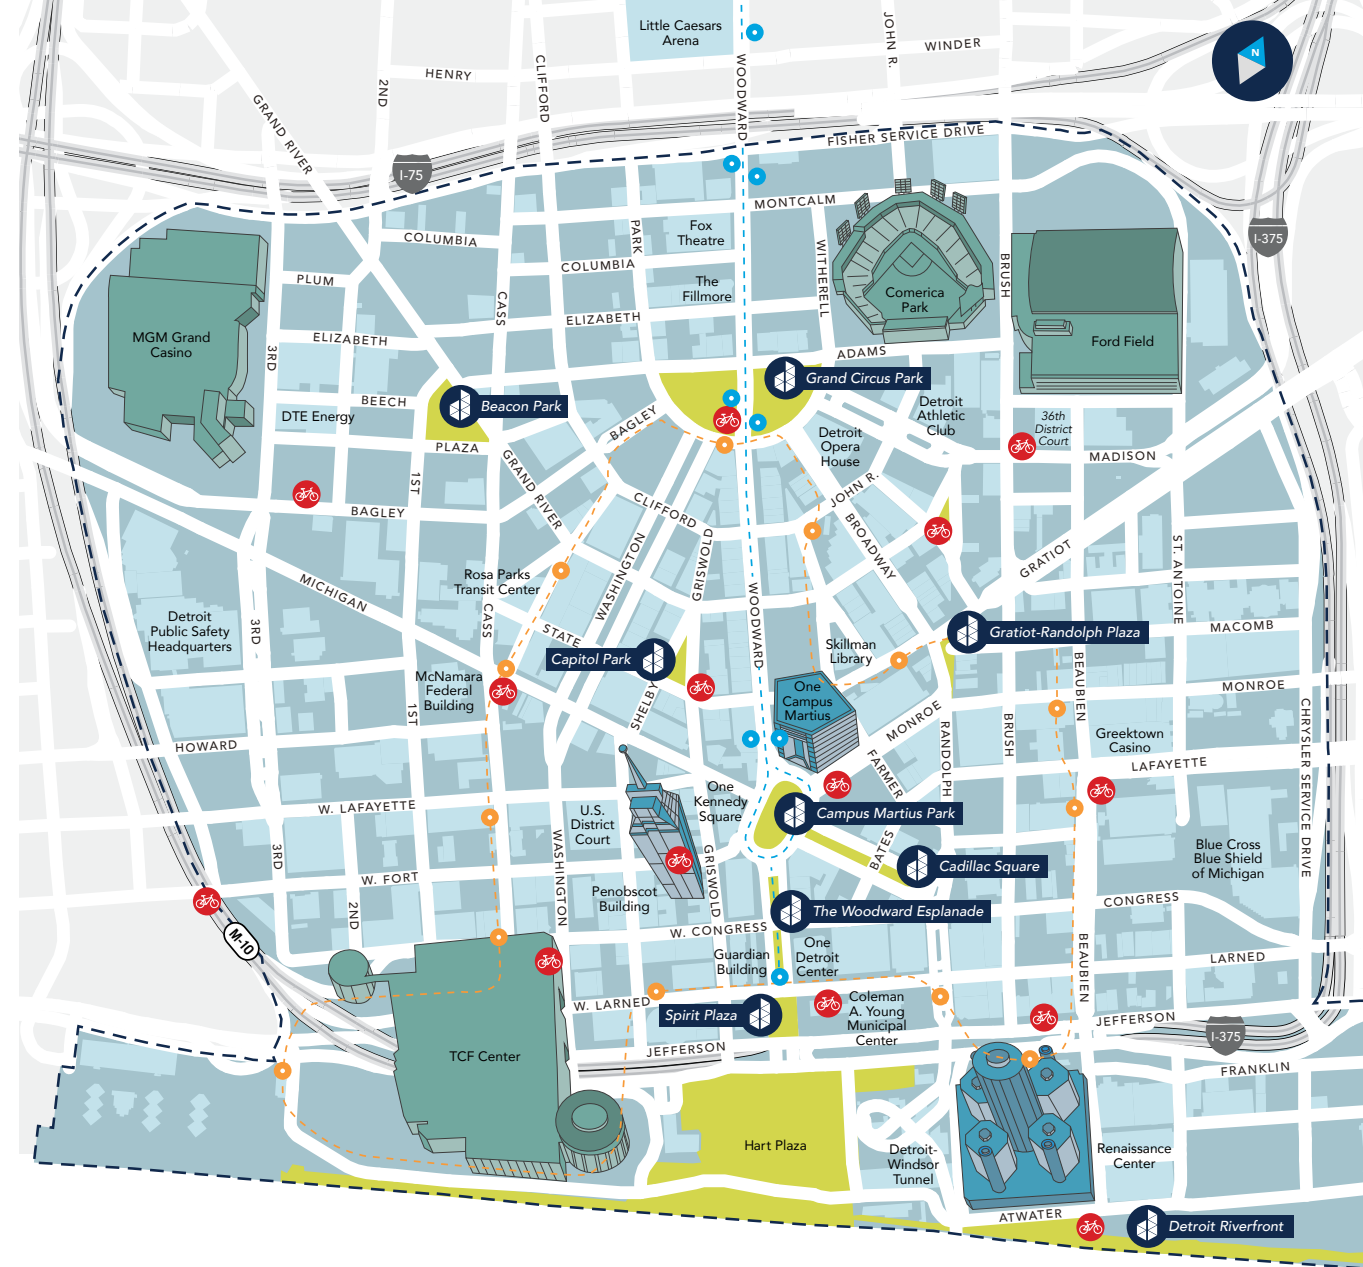 Little Caesars
Arena
JOHN R.
WINDER
N
HENRY
2ND
CLIFFORD
WOODWARD
GRAND RIVER
FISHER SERVICE DRIVE
I-75
MONTCALM
I-375
COLUMBIA
PARK
Fox
Theatre
WITHERELL
BRUSH
COLUMBIA
PLUM
The
Fillmore
CASS
Comerica
Park
ELIZABETH
MGM Grand
Casino
ELIZABETH
3RD
Ford Field
ADAMS
Grand Circus Park
BEECH
Beacon Park
DTE Energy
BAGLEY
Detroit
Athletic
Club
36th
District
Court
PLAZA
Detroit
Opera
House
MADISON
1ST
GRAND RIVER
JOHN R.
BAGLEY
CLIFFORD
BROADWAY
GRATIOT
ST. ANTOINE
WASHINGTON
GRISWOLD
WOODWARD
Rosa Parks
Transit Center
MICHIGAN
CASS
Detroit
Public Safety
Headquarters
3RD
STATE
Gratiot-Randolph Plaza
MACOMB
Capitol Park
Skillman
Library
BEAUBIEN
McNamara
Federal
Building
1ST
SHELBY
One
Campus
Martius
MONROE
MONROE
RANDOLPH
BRUSH
CHRYSLER SERVICE DRIVE
HOWARD
Greektown
Casino
FARMER
LAFAYETTE
W. LAFAYETTE
U.S.
District
Court
One
Kennedy
Square
Campus Martius Park
3RD
WASHINGTON
GRISWOLD
BATES
Cadillac Square
Blue Cross
Blue Shield
of Michigan
W. FORT
Penobscot
Building
2ND
The Woodward Esplanade
CONGRESS
M-10
W. CONGRESS
Guardian
Building
One
Detroit
Center
BEAUBIEN
LARNED
W. LARNED
Spirit Plaza
Coleman
A. Young
Municipal
Center
JEFFERSON
I-375
JEFFERSON
TCF Center
FRANKLIN
Hart Plaza
Detroit-
Windsor
Tunnel
Renaissance
Center
ATWATER
Detroit Riverfront